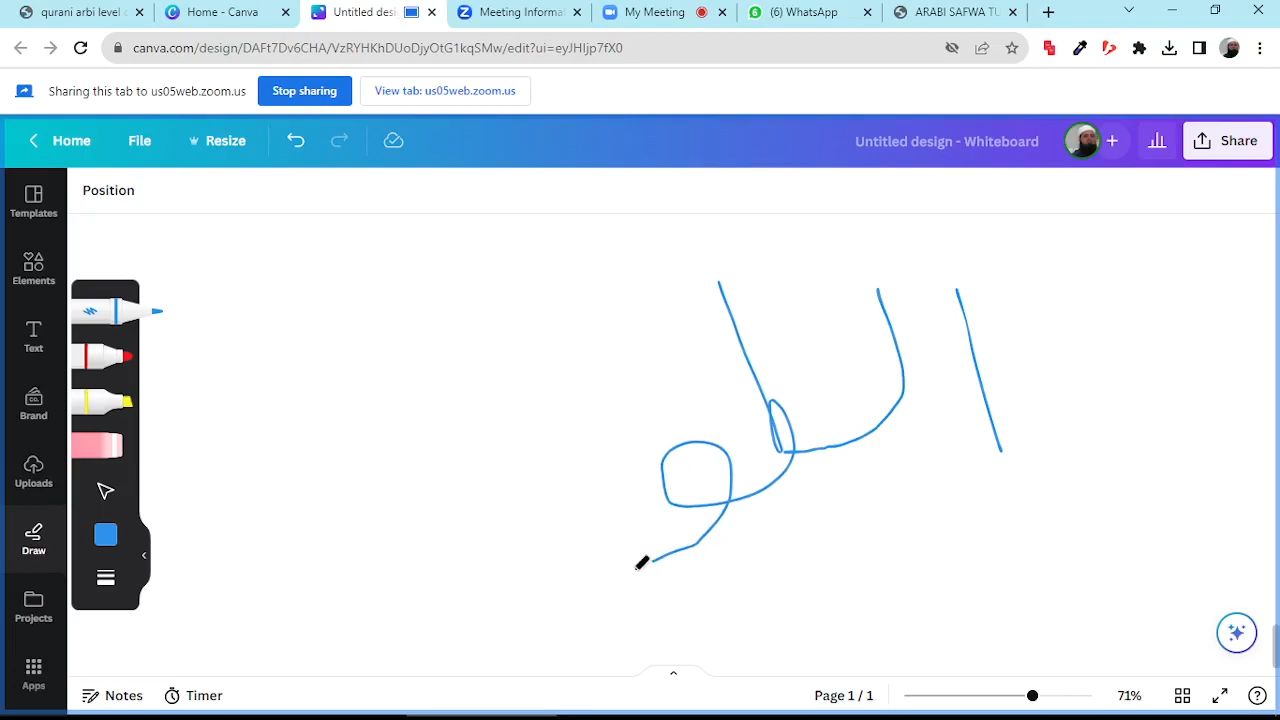 qurani arbi level
Home - Canva
Untitled desi
Meeting Informat
My Meeting
(6) WhatsApp
ARABI SAFWA TU
canva.com/design/DAFt7Dv6CHA/VzRYHKhDUoDjyOtG1kqSMw/edit?ui=eyJHIjp7fX0
Sharing this tab to us05web.zoom.us
Stop sharing
View tab: us05web.zoom.us
Home
File
Resize
Untitled design - Whiteboard
Share
Templates
Position
Elements
Text
CO.
Brand
Uploads
Draw
Projects
Apps
Notes
Timer
Page 1 / 1
71%